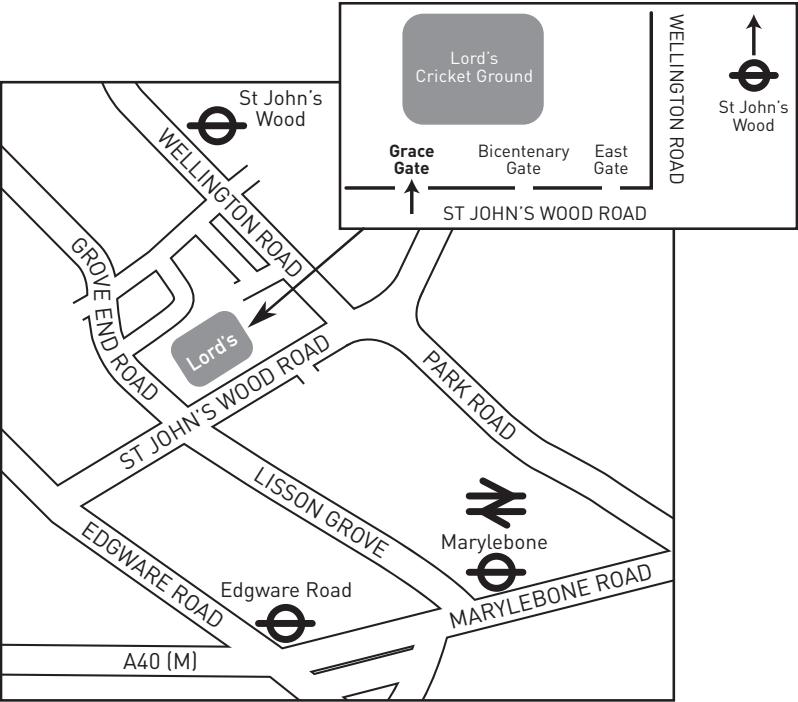 Lord's
Cricket Ground
WELLINGTON ROAD
St John's
Wood
Grace
Gate
Bicentenary
Gate
East
Gate
ST JOHN'S WOOD ROAD
St John's
Wood
WELLINGTON ROAD
GROVE END ROAD
Lord's
ST JOHN'S WOOD ROAD
PARK ROAD
LISSON GROVE
Marylebone
EDGWARE ROAD
Edgware Road
MARYLEBONE ROAD
A40 (M)